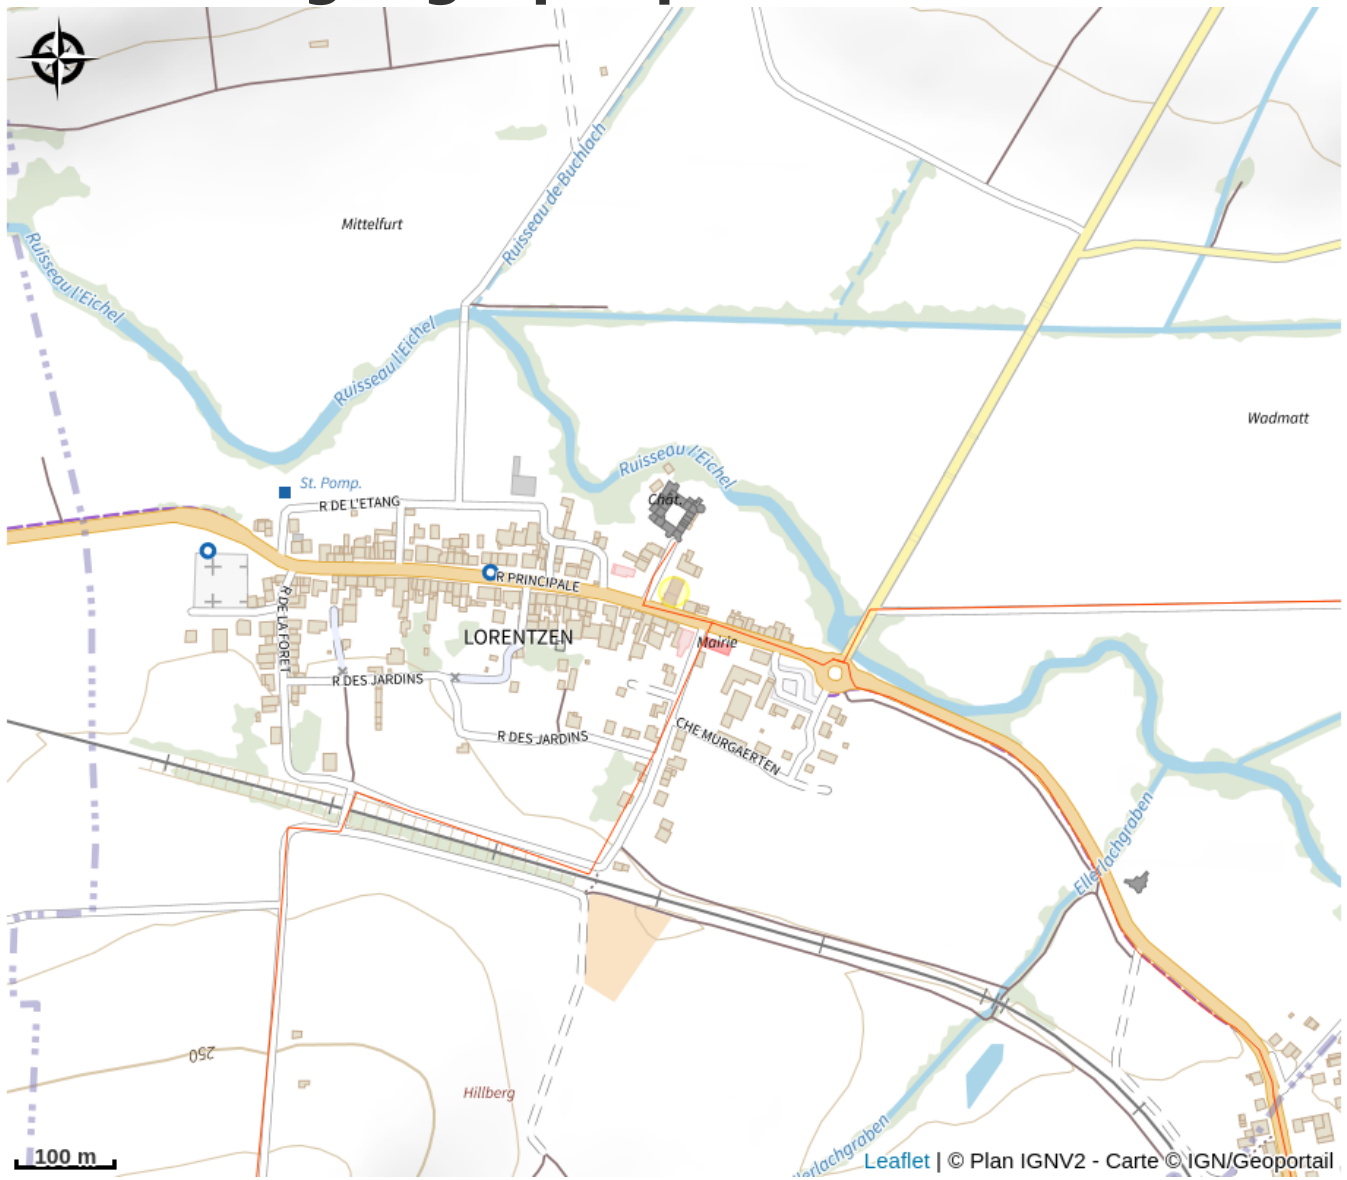 Ruisseau de Buchlach
Mittelfurt
Ruisseau l'Eichel
Ruisseau l'Eichel
Wadmatt
Ruisseau l'Eichel
St. Pomp.
Chât.
R DE L'ETANG
R PRINCIPALE
R DE LA FORET
LORENTZEN
Mairie
R DES JARDINS
CHE MURGAERTEN
R DES JARDINS
Ellerlachgraben
250
Hillberg
llerlachgraben
100 m
Leaflet | © Plan IGNV2 - Carte © IGN/Geoportail